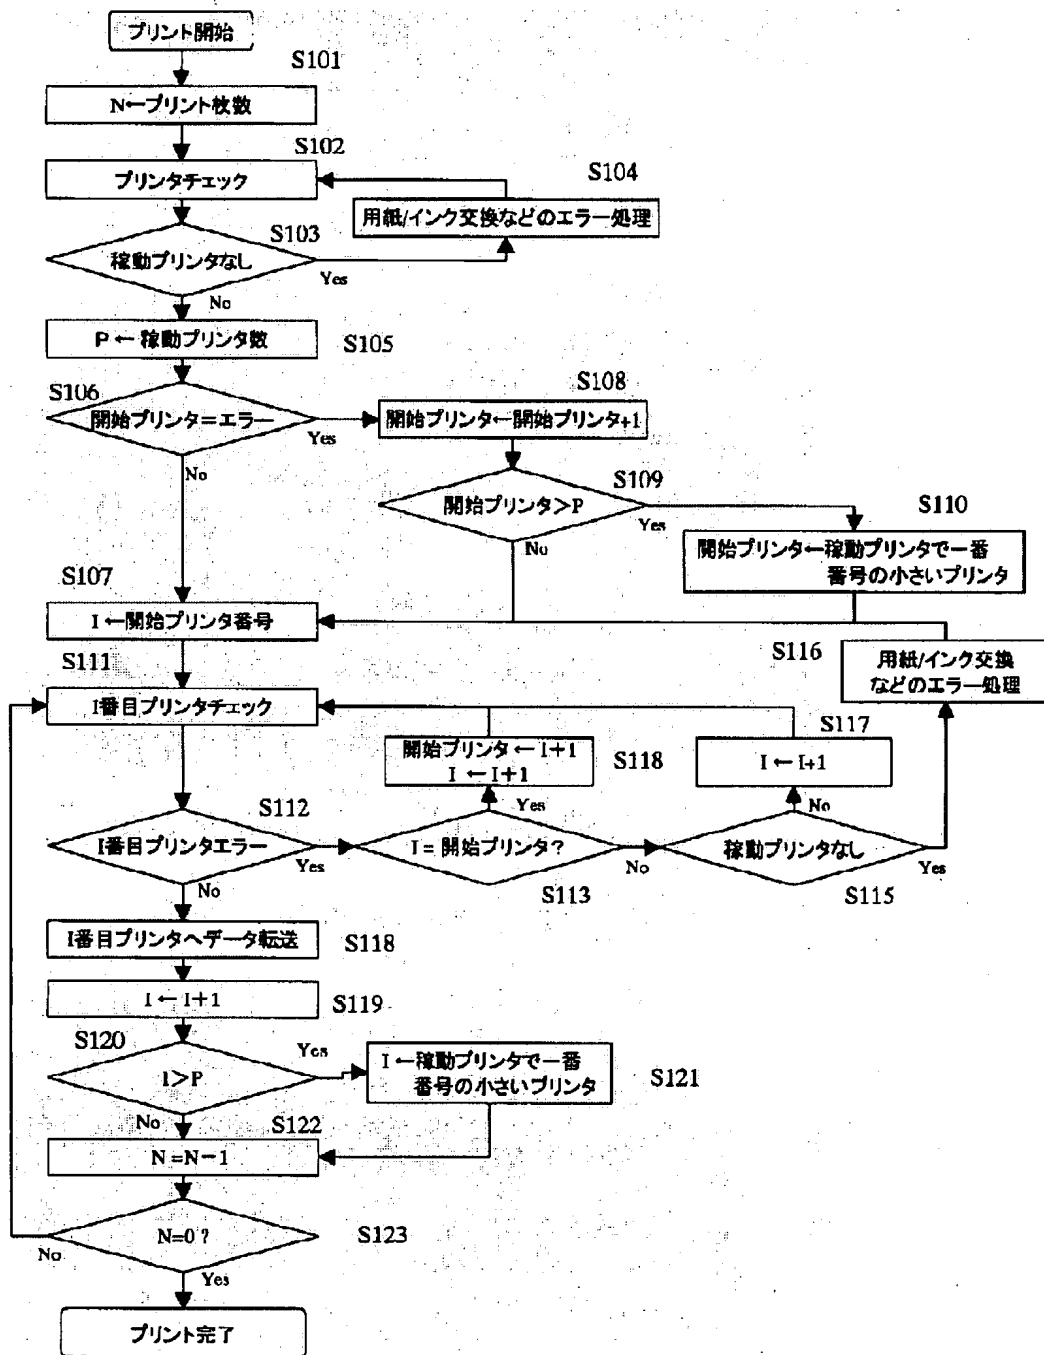 プリント開始
S101
N←プリント枚数
S102
プリンタチェック
S104
用紙/インク交換などのエラー処理
S103
稼動プリンタなし
Yes
No
P ← 稼動プリンタ数
S105
S106
開始プリンタ=エラー
Yes
No
S108
開始プリンタ←開始プリンタ+1
S109
開始プリンタ>P
Yes
No
S110
開始プリンタ←稼動プリンタで一番
番号の小さいプリンタ
S107
I←開始プリンタ番号
S111
I番目プリンタチェック
S116
用紙/インク交換
などのエラー処理
S117
I ← I+1
開始プリンタ ← I+1
I ← I+1
S118
S112
I番目プリンタエラー
Yes
No
Yes
I = 開始プリンタ?
No
S113
No
稼動プリンタなし
Yes
S115
I番目プリンタへデータ転送
S118
I ← I+1
S119
S120
I>P
Yes
No
I ←稼動プリンタで一番
番号の小さいプリンタ
S121
S122
N=N-1
N=0?
S123
No
Yes
プリント完了